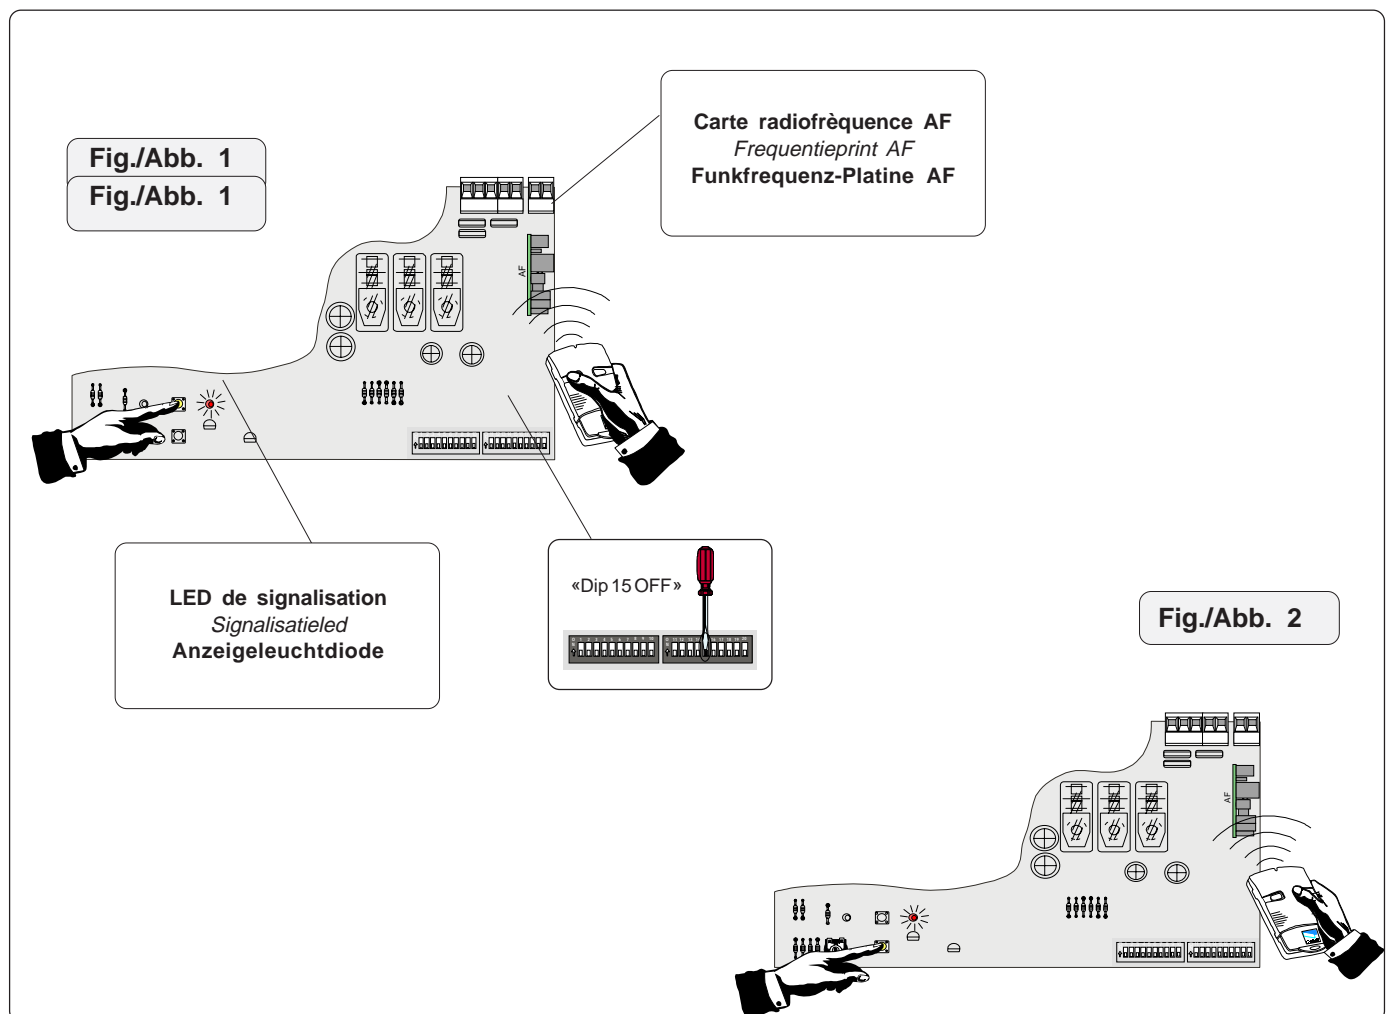 Fig./Abb. 1
Fig./Abb. 1
Carte radiofrèquence AF
Frequentieprint AF
Funkfrequenz-Platine AF
AF
LED de signalisation
Signalisatieled
Anzeigeleuchtdiode
«Dip 15 OFF»
Fig./Abb. 2
AF